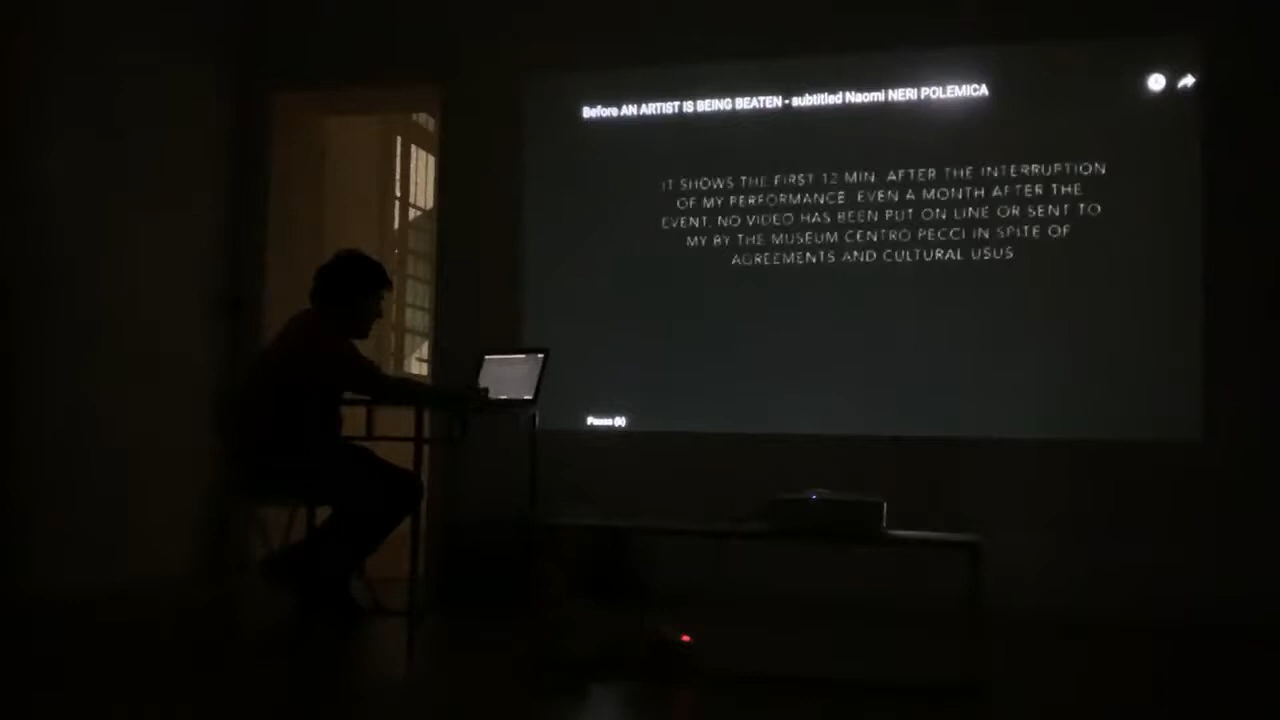 Before AN ARTIST IS BEING BEATEN - subtitled Naomi NERI POLEMICA
IT SHOWS THE FIRST 12 MIN. AFTER THE INTERRUPTION
OF MY PERFORMANCE. EVEN A MONTH AFTER THE
EVENT, NO VIDEO HAS BEEN PUT ON LINE OR SENT TO
MY BY THE MUSEUM CENTRO PECCI IN SPITE OF
AGREEMENTS AND CULTURAL USUS
Pausa (k)